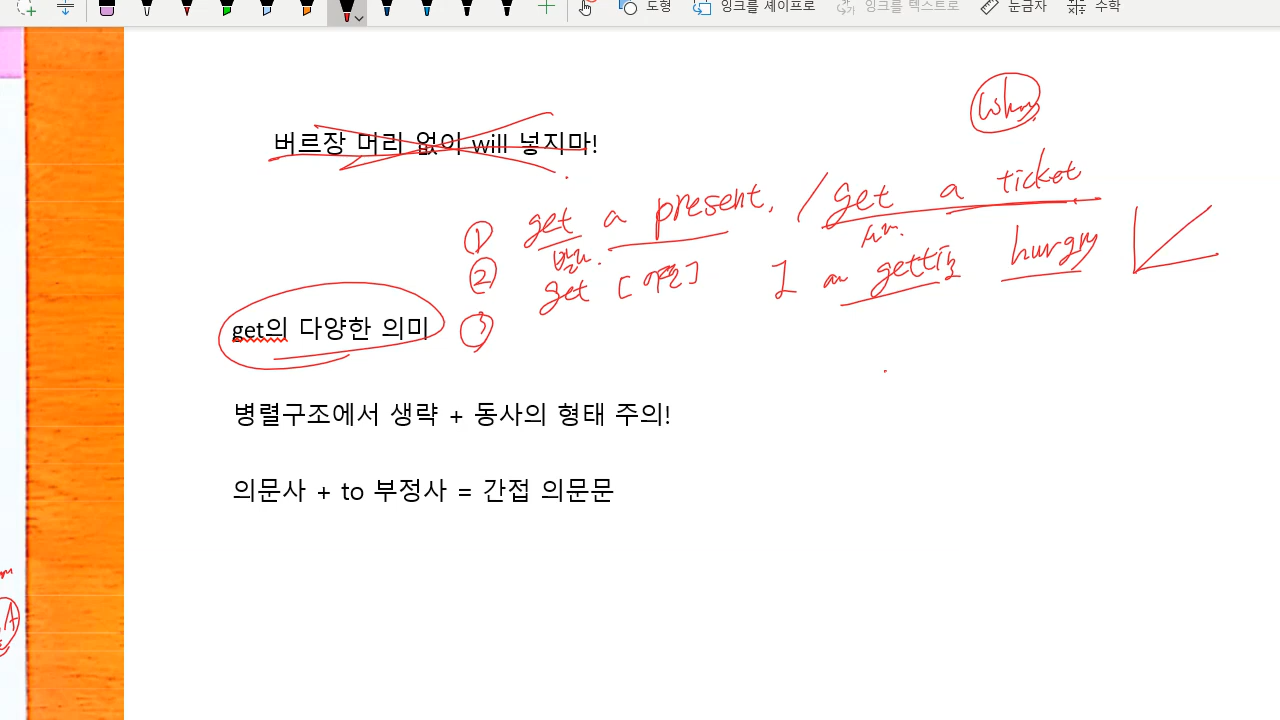 도형 잉크를 셰이프로 잉크를 텍스트로 눈금자 수학
when
버르장 머리 없이 will 넣지마!
① get a present, / get a ticket
② get [ ] I am getting hungry
get의 다양한 의미 ③
병렬구조에서 생략 + 동사의 형태 주의!
의문사 + to 부정사 = 간접 의문문
A